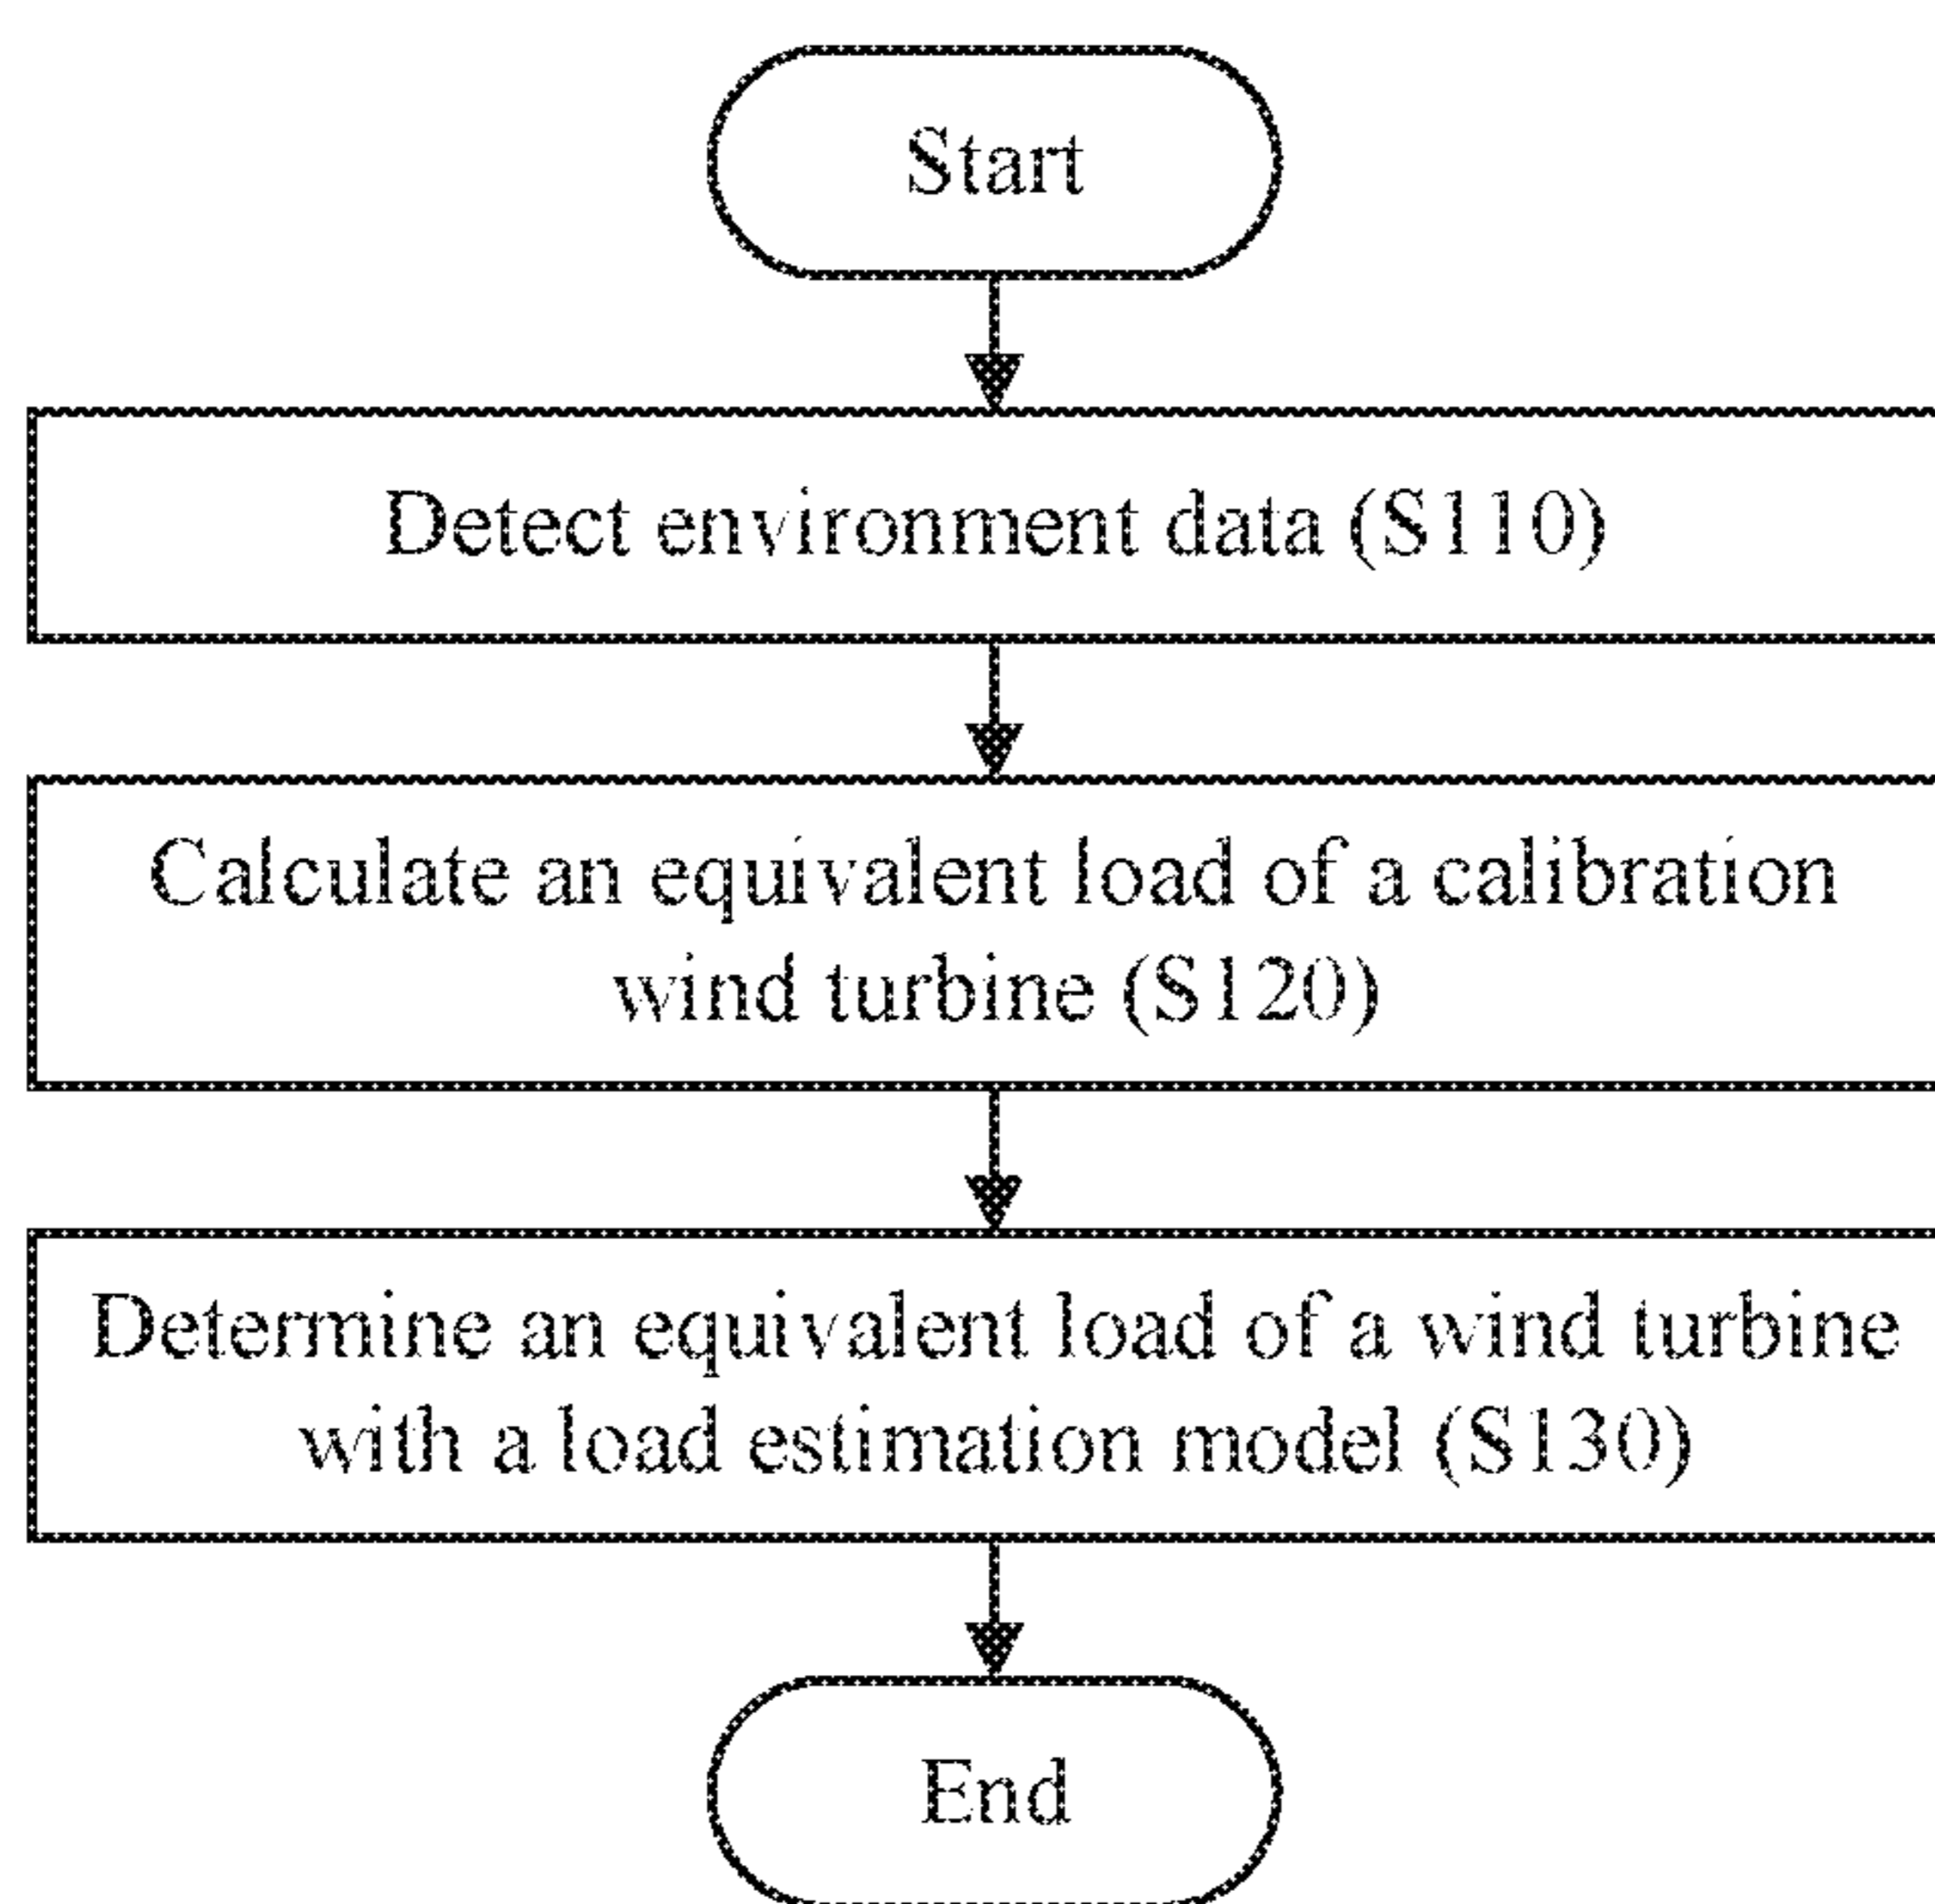 Start
Detect environment data (S110)
Calculate an equivalent load of a calibration
wind turbine (S120)
Determine an equivalent load of a wind turbine
with a load estimation model (S130)
End